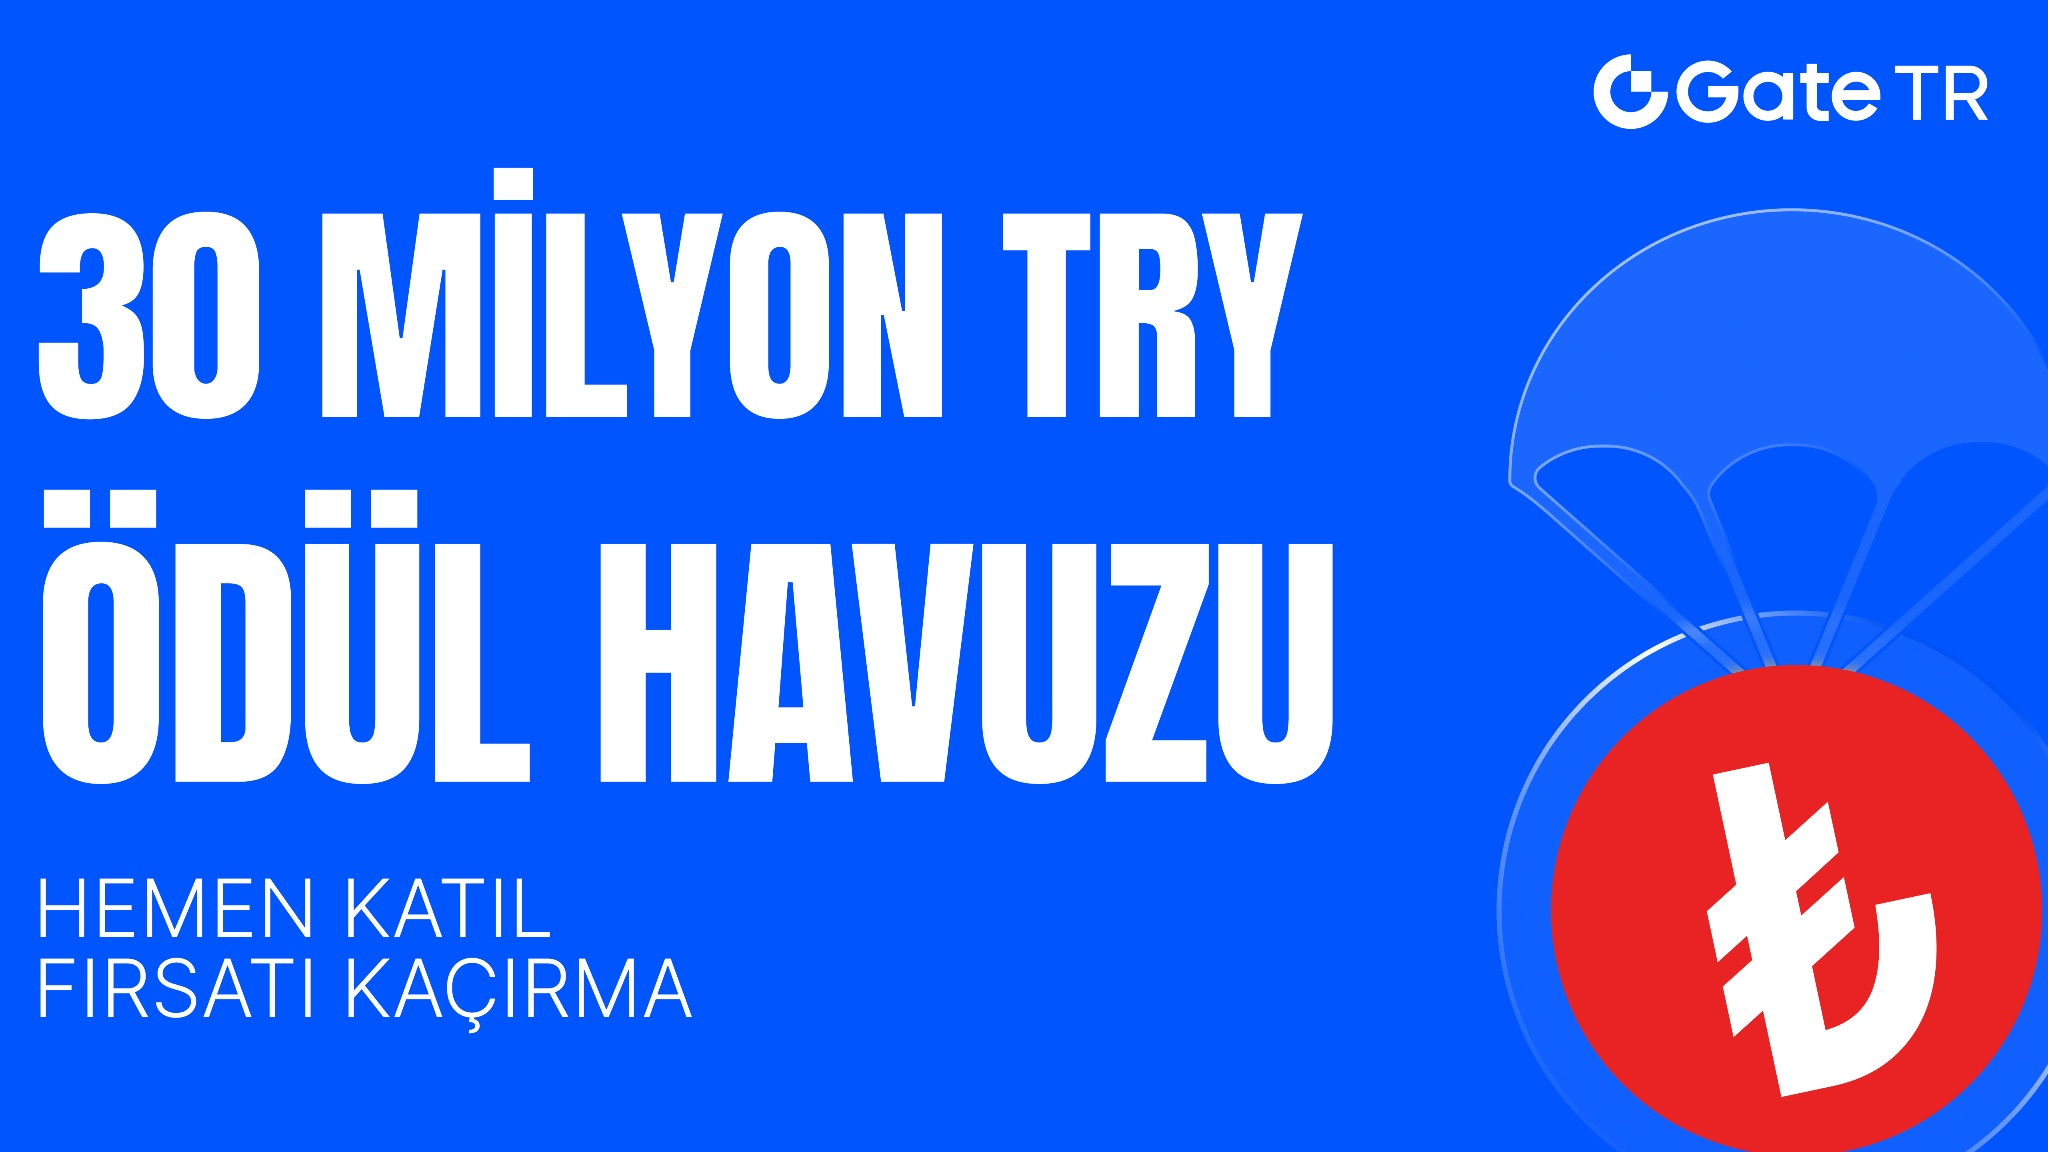 Gate TR
30 MİLYON TRY
ÖDÜL HAVUZU
HEMEN KATIL
FIRSATI KAÇIRMA
₺